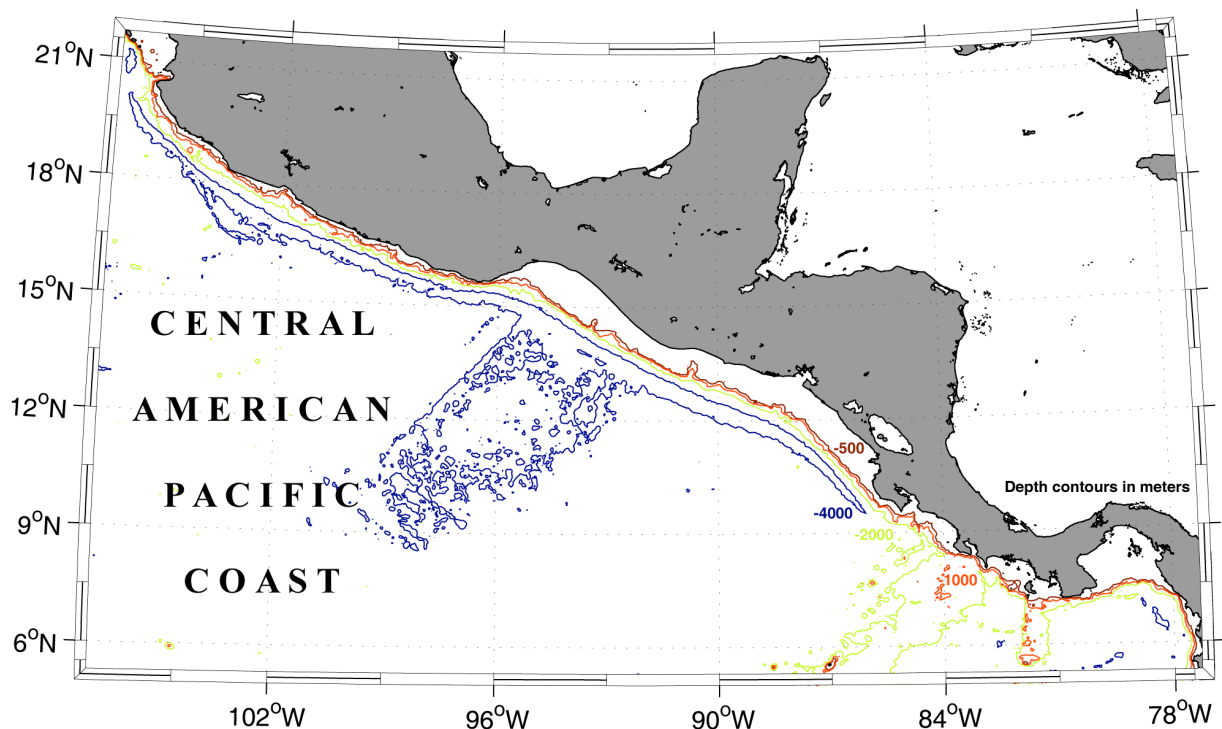 21°N
18°N
15°N
CENTRAL
12°N
AMERICAN
-500
Depth contours in meters
PACIFIC
-4000
9°N
-2000
COAST
1000
6°N
102°W
96°W
90°W
84°W
78°W